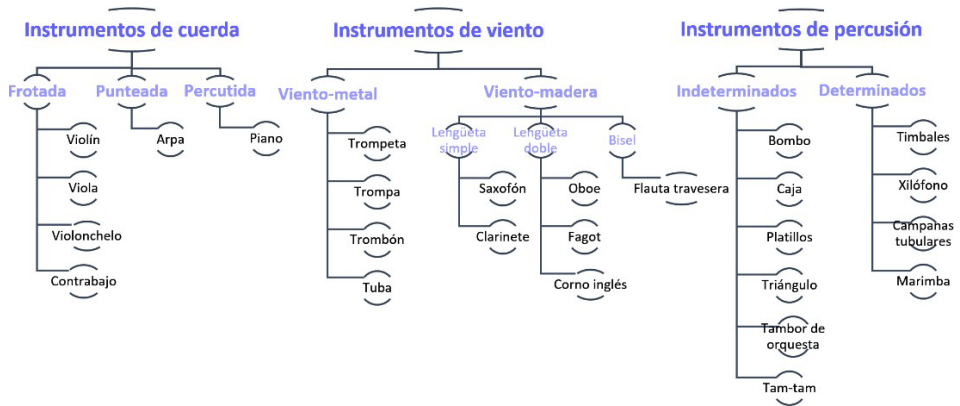 Instrumentos de cuerda
Frotada
Violín
Viola
Violonchelo
Contrabajo
Punteada
Arpa
Percutida
Piano
Instrumentos de viento
Viento-metal
Trompeta
Trompa
Trombón
Tuba
Viento-madera
Lengüeta
simple
Saxofón
Clarinete
Lengüeta
doble
Oboe
Fagot
Corno inglés
Bisel
Flauta travesera
Instrumentos de percusión
Indeterminados
Bombo
Caja
Platillos
Triángulo
Tambor de
orquesta
Tam-tam
Determinados
Timbales
Xilófono
Campanas
tubulares
Marimba